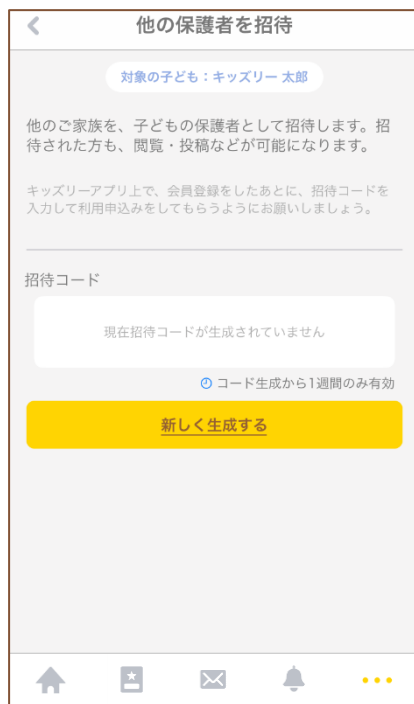 他の保護者を招待
対象の子ども：キッズリー 太郎
他のご家族を、子どもの保護者として招待します。招
待された方も、閲覧・投稿などが可能になります。
キッズリーアプリ上で、会員登録をしたあとに、招待コードを
入力して利用申込みをしてもらうようにお願いしましょう。
招待コード
現在招待コードが生成されていません
コード生成から1週間のみ有効
新しく生成する